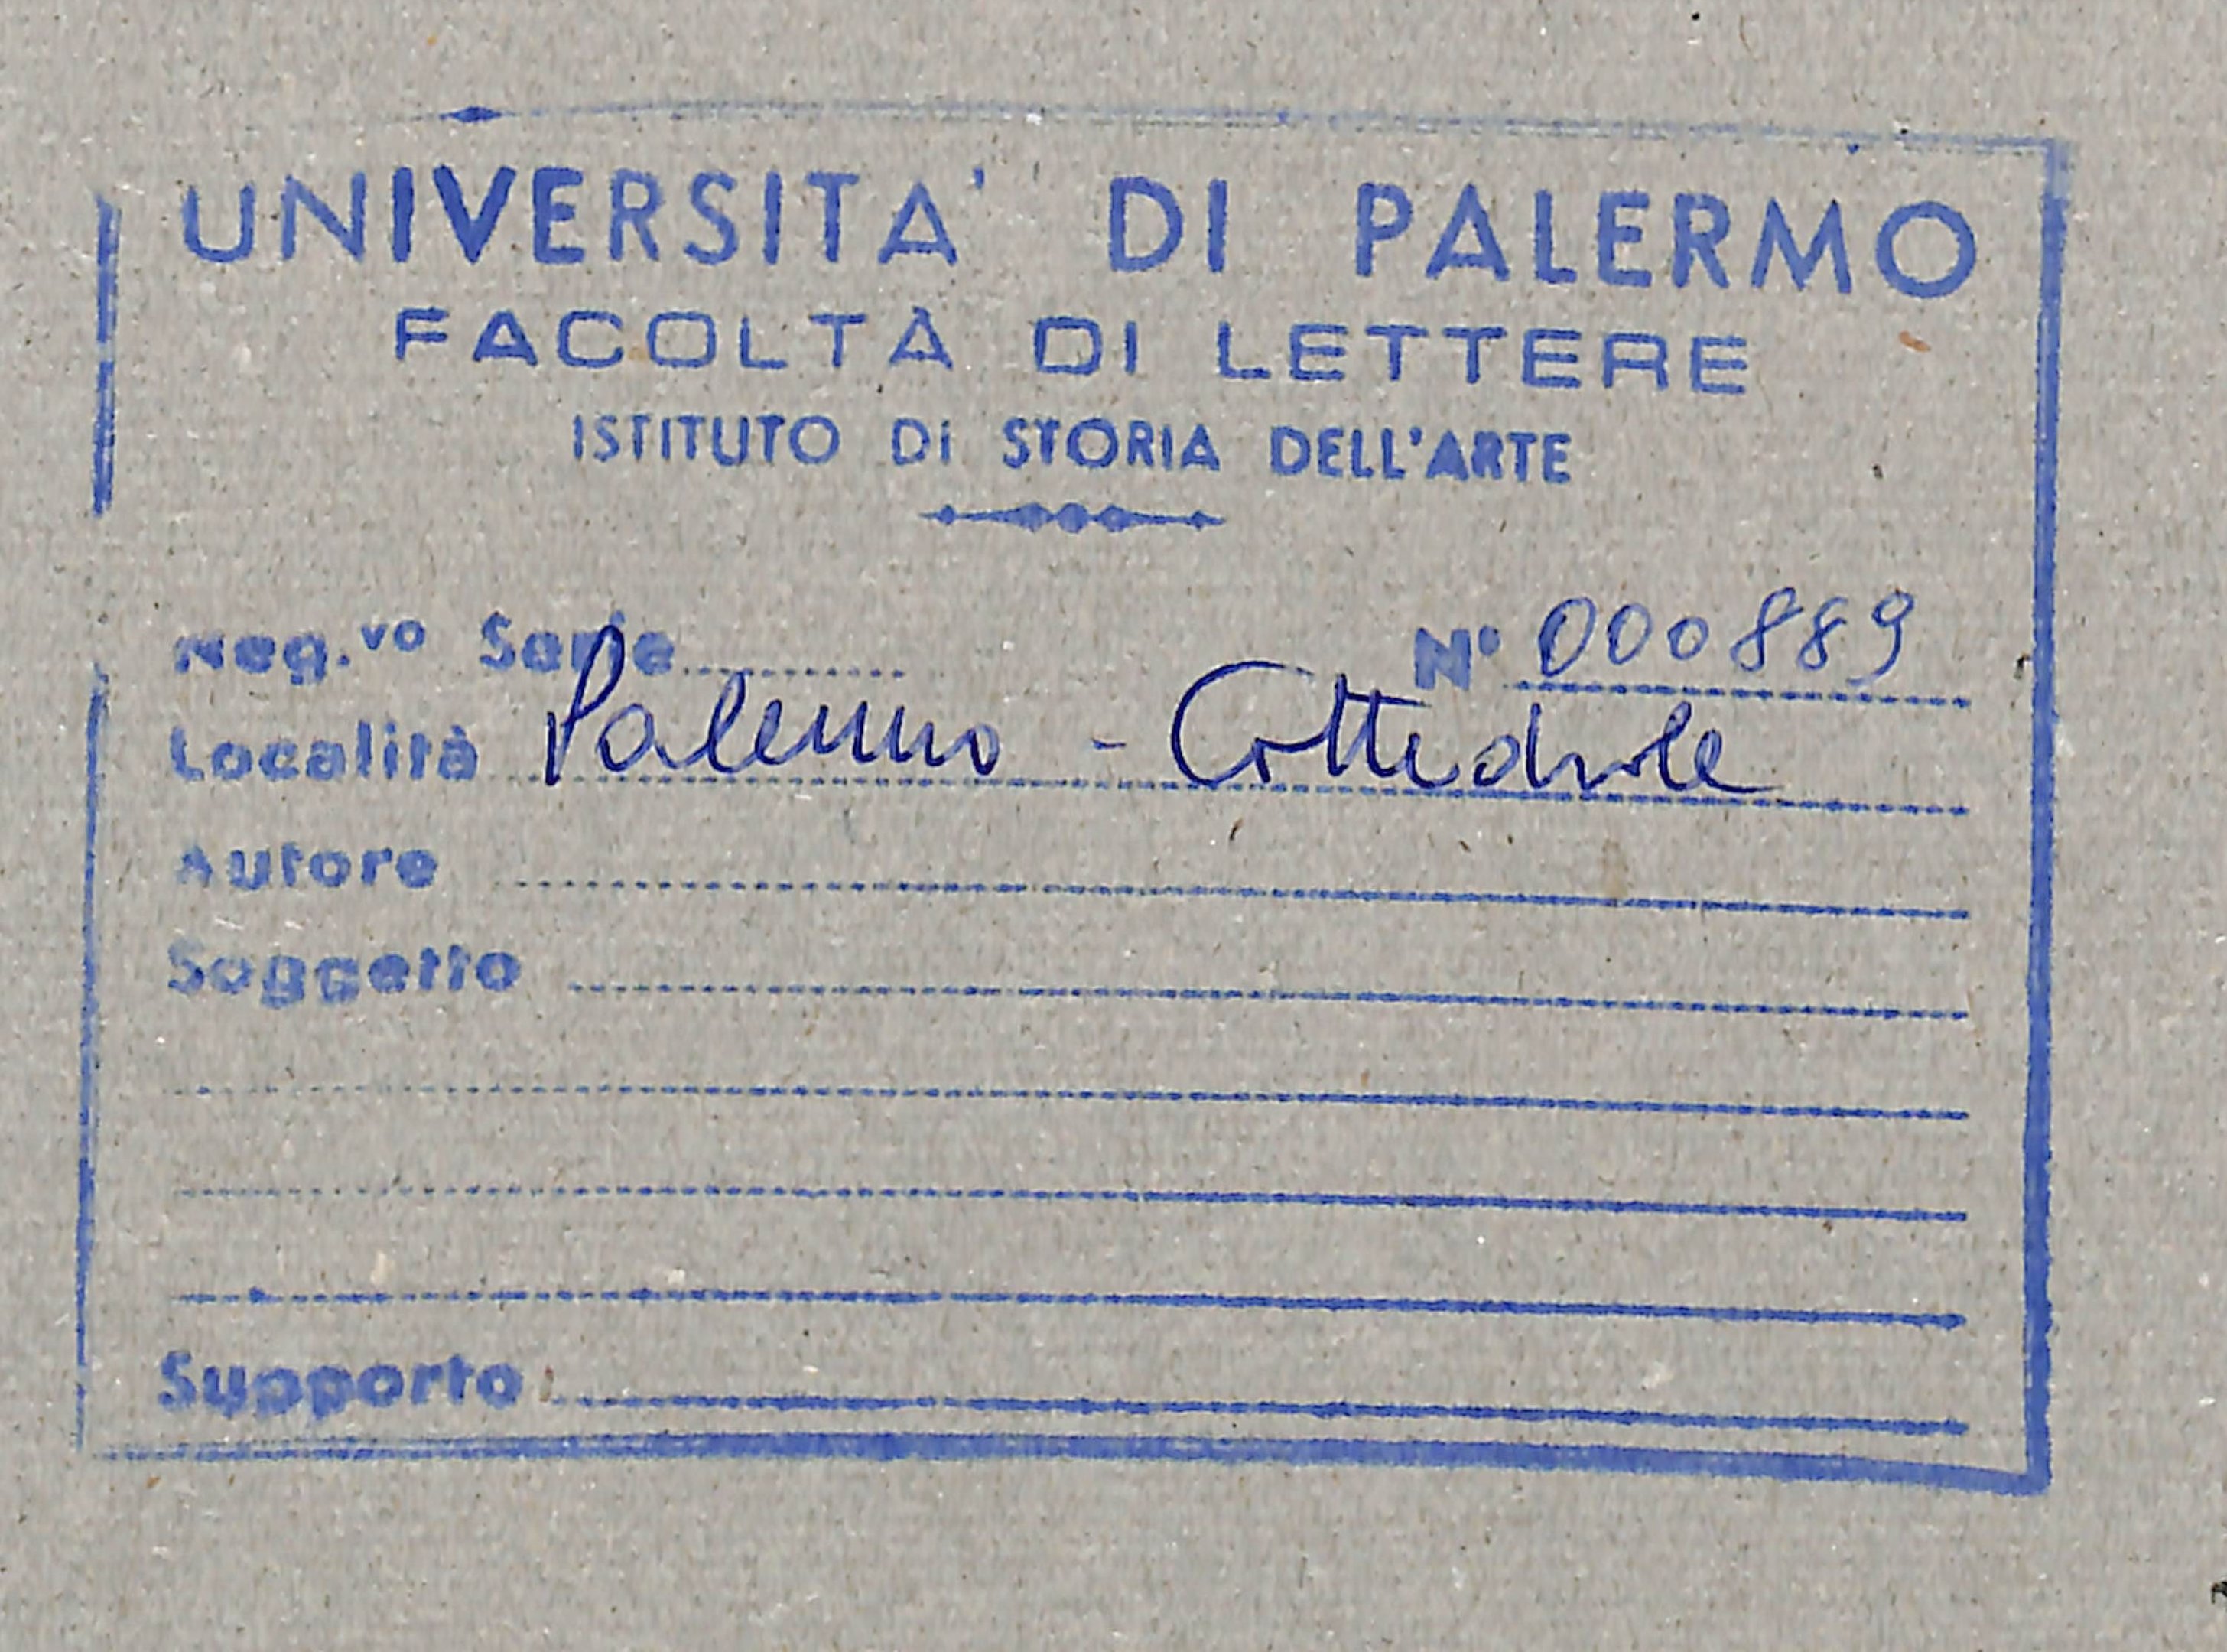 UNIVERSITA' DI PALERMO
FACOLTÀ DI LETTERE
ISTITUTO DI STORIA DELL'ARTE
Neg.vo Serie N° 000889
Località Palermo - Cattedrale
Autore
Soggetto
Supporto